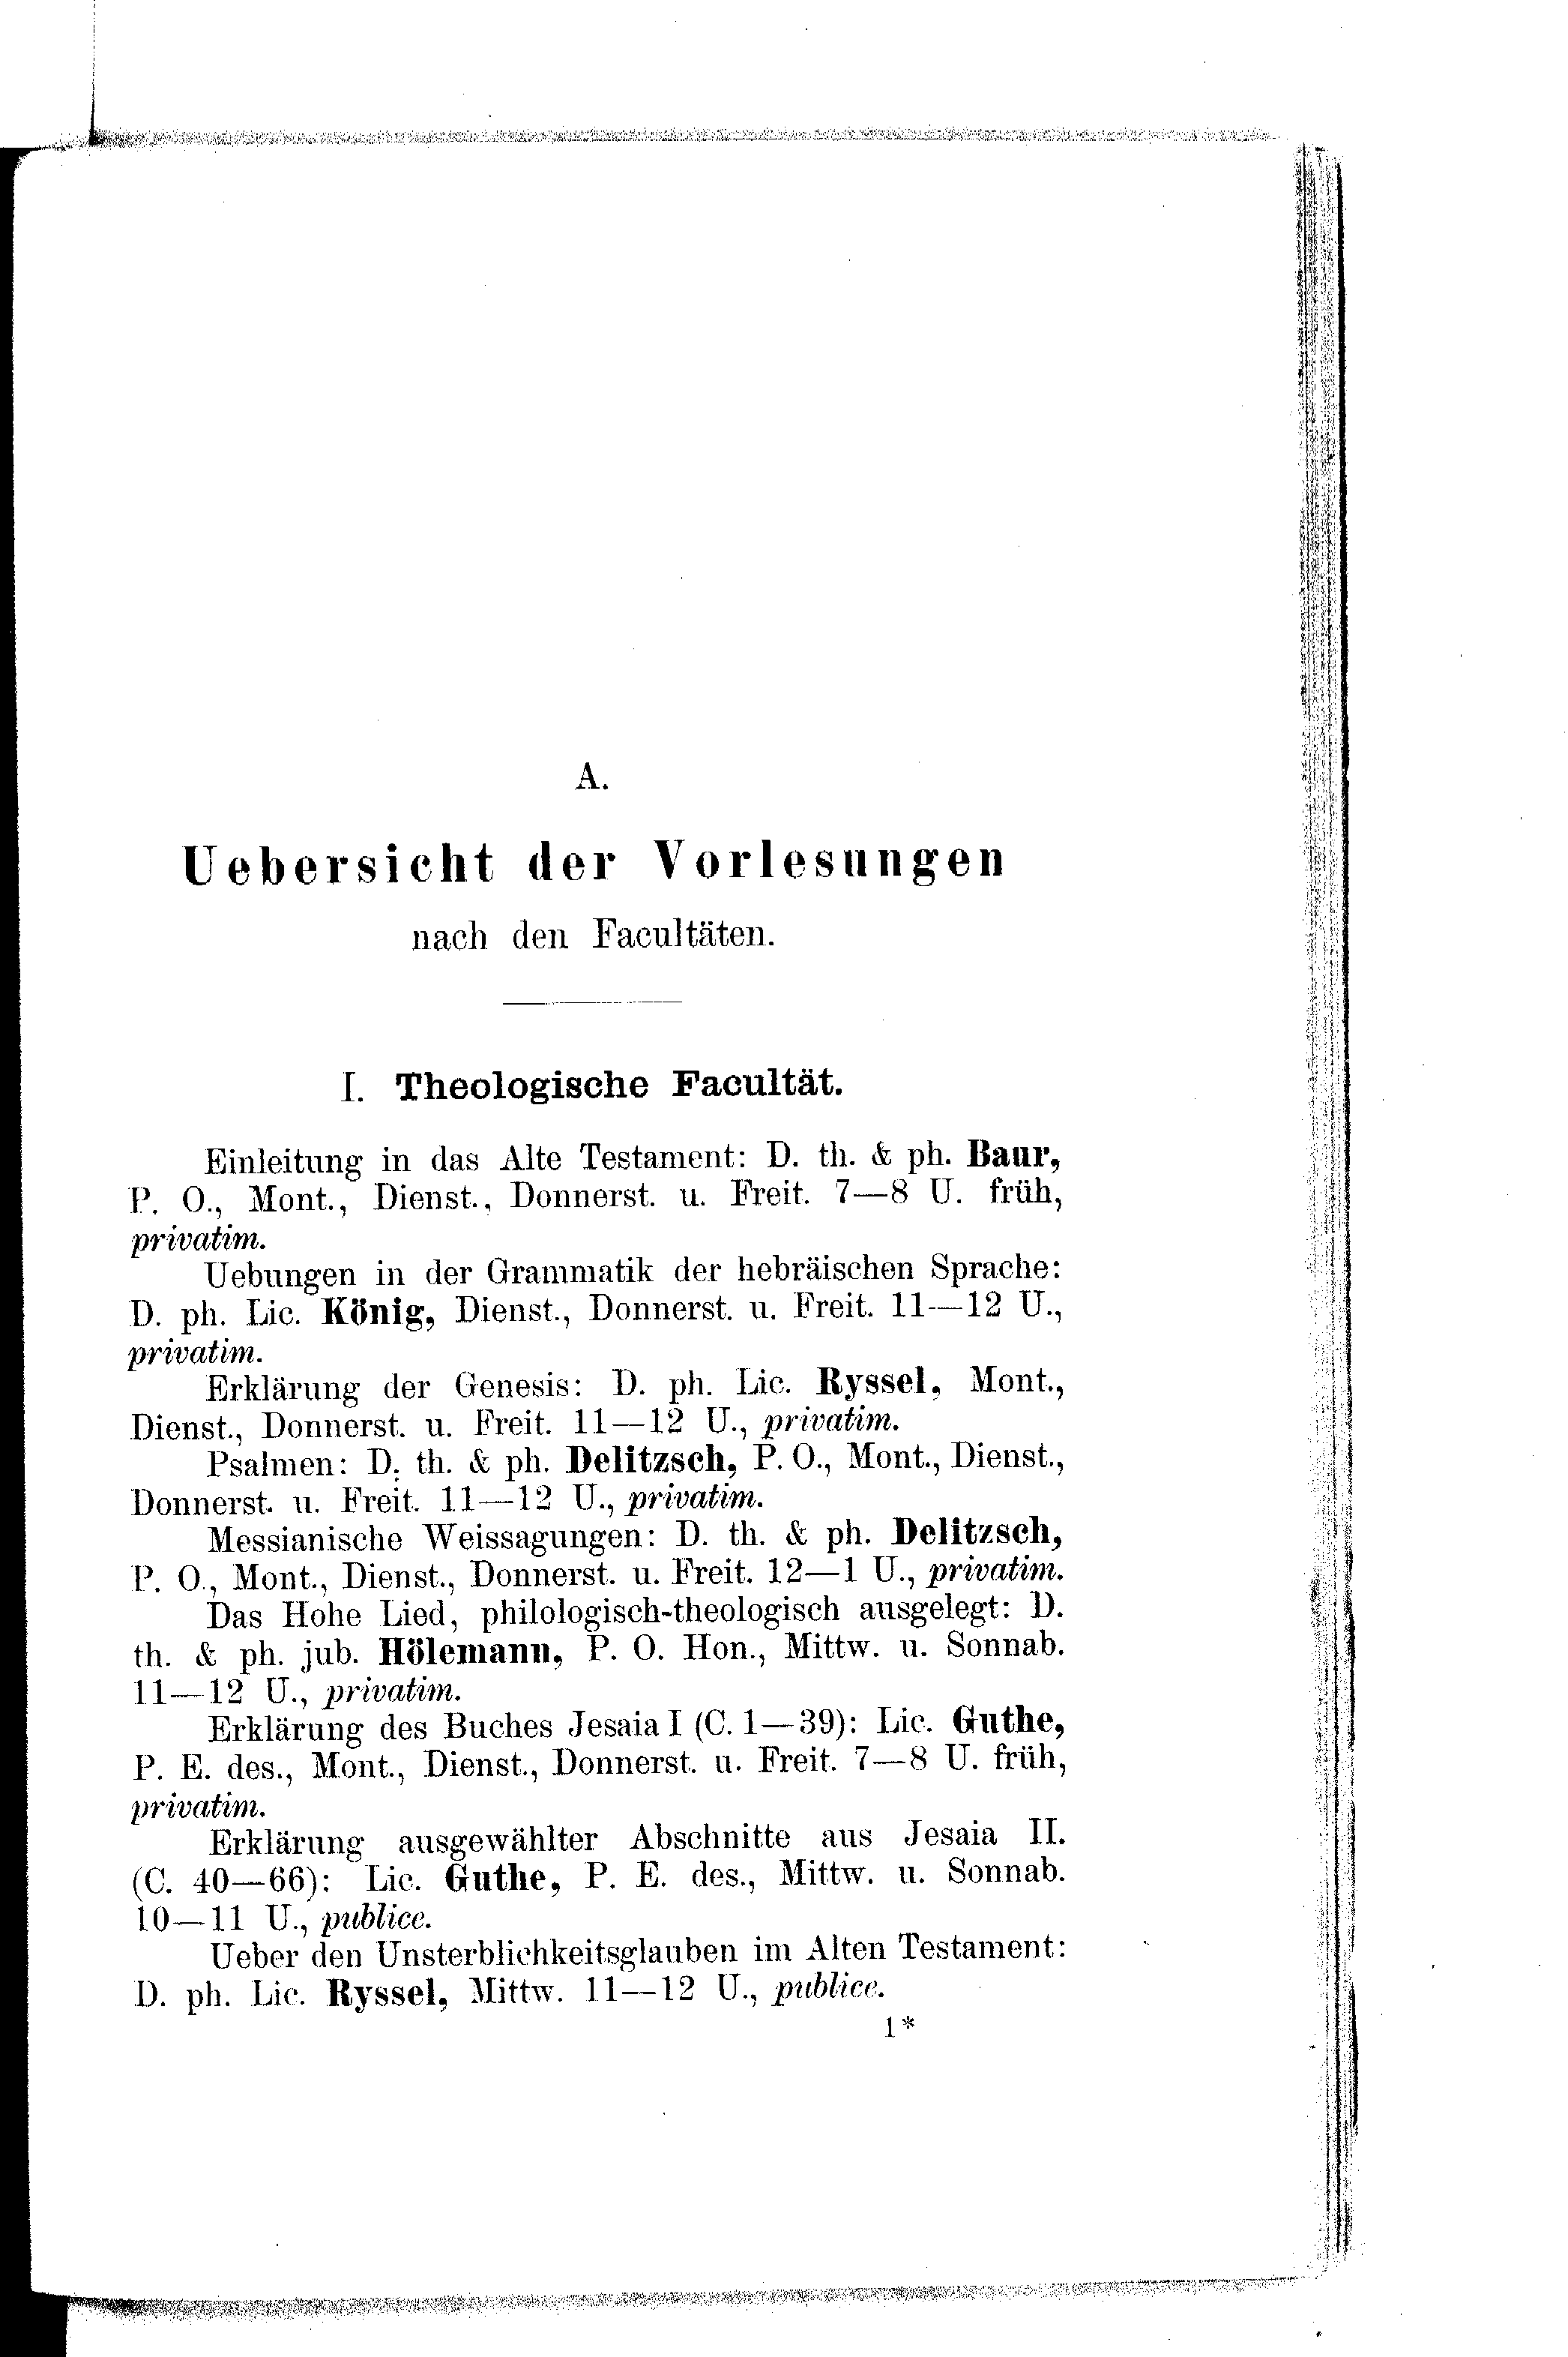 A.
Uebersicht der Vorlesungen
nach den Facultäten.
I. Theologische Facultät.
Einleitung in das Alte Testament: D. th. & ph. Baur,
P. O., Mont., Dienst., Donnerst. u. Freit. 7—8 U. früh,
privatim.
Uebungen in der Grammatik der hebräischen Sprache:
D. ph. Lic. König, Dienst., Donnerst. u. Freit. 11—12 U.,
privatim.
Erklärung der Genesis: D. ph. Lic. Ryssel, Mont.,
Dienst., Donnerst. u. Freit. 11—12 U., privatim.
Psalmen: D. th. & ph. Delitzsch, P. O., Mont., Dienst.,
Donnerst. u. Freit. 11—12 U., privatim.
Messianische Weissagungen: D. th. & ph. Delitzsch,
P. O., Mont., Dienst., Donnerst. u. Freit. 12—1 U., privatim.
Das Hohe Lied, philologisch-theologisch ausgelegt: D.
th. & ph. jub. Hölemann, P. O. Hon., Mittw. u. Sonnab.
11—12 U., privatim.
Erklärung des Buches Jesaia I (C. 1—39): Lic. Guthe,
P. E. des., Mont., Dienst., Donnerst. u. Freit. 7—8 U. früh,
privatim.
Erklärung ausgewählter Abschnitte aus Jesaia II.
(C. 40—66): Lic. Guthe, P. E. des., Mittw. u. Sonnab.
10—11 U., publice.
Ueber den Unsterblichkeitsglauben im Alten Testament:
D. ph. Lic. Ryssel, Mittw. 11—12 U., publice.
1*